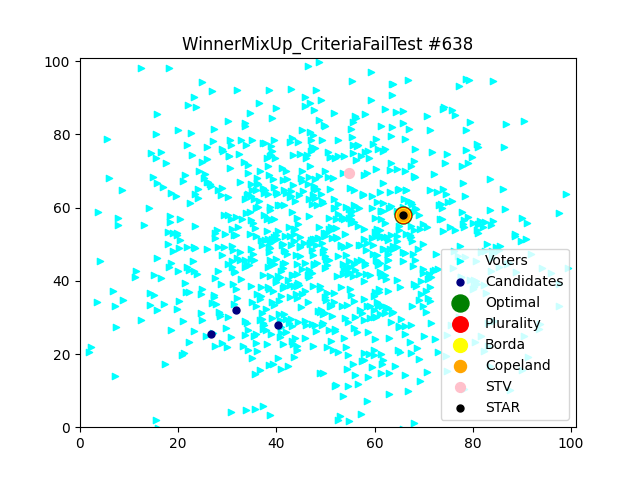 WinnerMixUp_CriteriaFailTest #638
100
80
60
40
20
0
0 20 40 60 80 100
Voters
Candidates
Optimal
Plurality
Borda
Copeland
STV
STAR